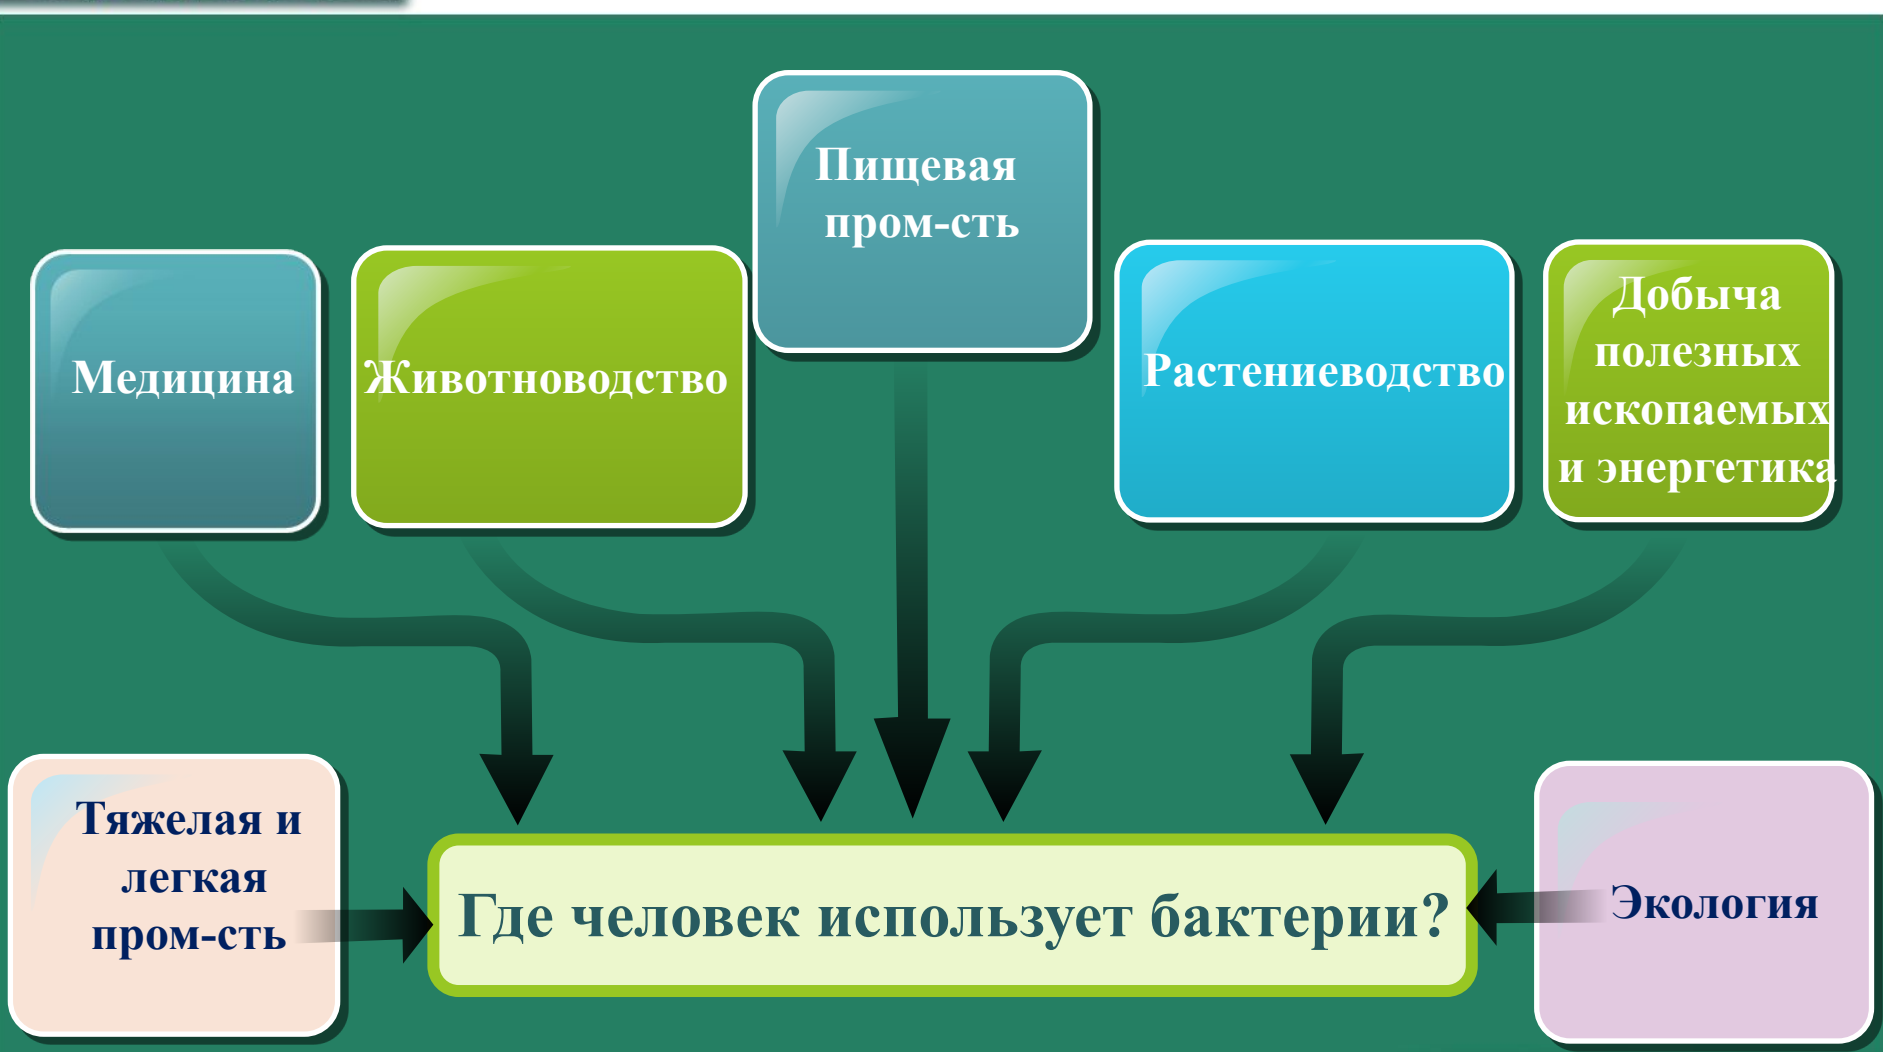 Пищевая
пром-сть
Медицина
Животноводство
Растениеводство
Добыча
полезных
ископаемых
и энергетика
Тяжелая и
легкая
пром-сть
Где человек использует бактерии?
Экология